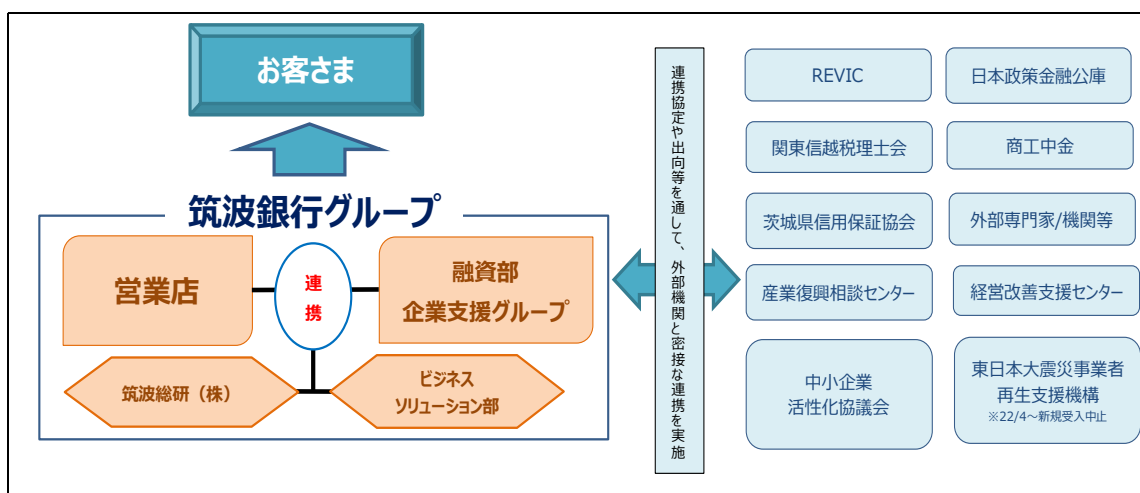 お客さま
筑波銀行グループ
営業店
連
携
融資部
企業支援グループ
筑波総研（株）
ビジネス
ソリューション部
連携協定や出向等を通して、外部機関と密接な連携を実施
REVIC
日本政策金融公庫
関東信越税理士会
商工中金
茨城県信用保証協会
外部専門家/機関等
産業復興相談センター
経営改善支援センター
中小企業
活性化協議会
東日本大震災事業者
再生支援機構
※22/4～新規受入中止